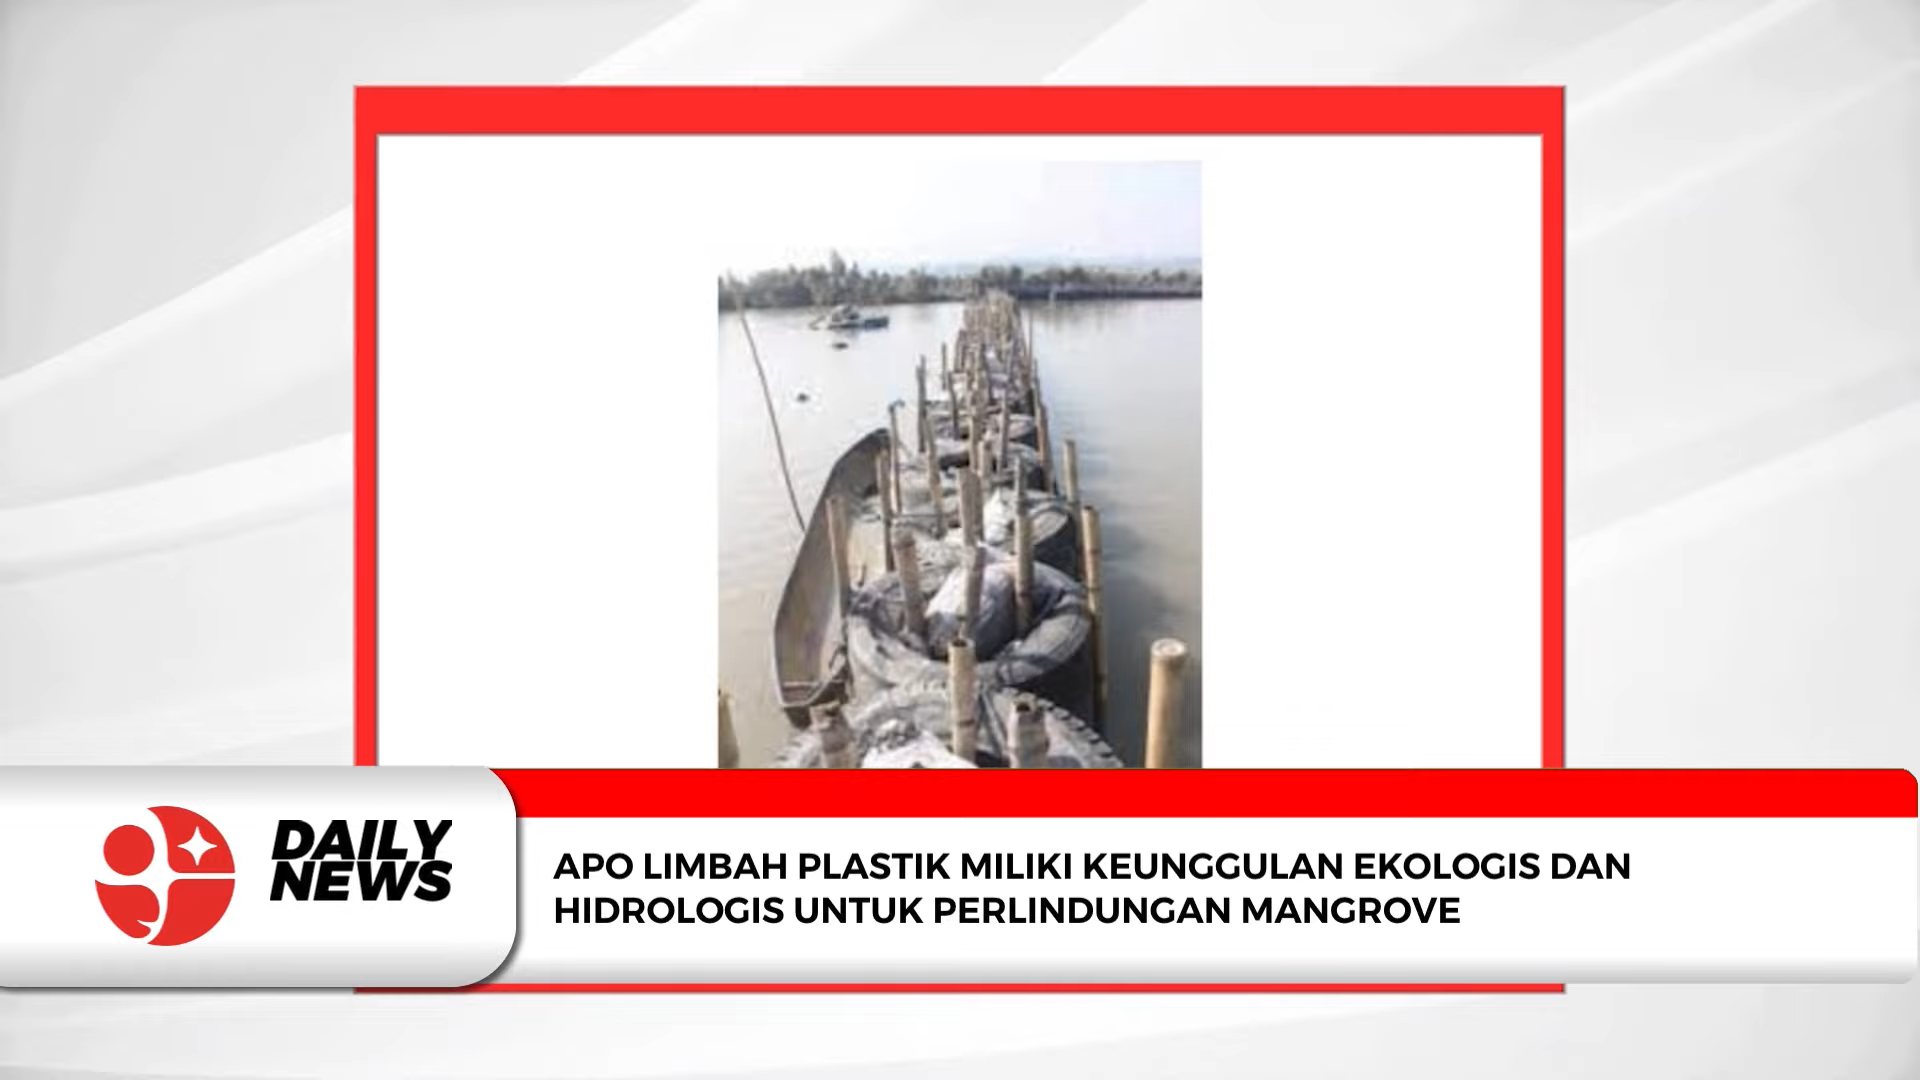 DAILY
NEWS
APO LIMBAH PLASTIK MILIKI KEUNGGULAN EKOLOGIS DAN
HIDROLOGIS UNTUK PERLINDUNGAN MANGROVE